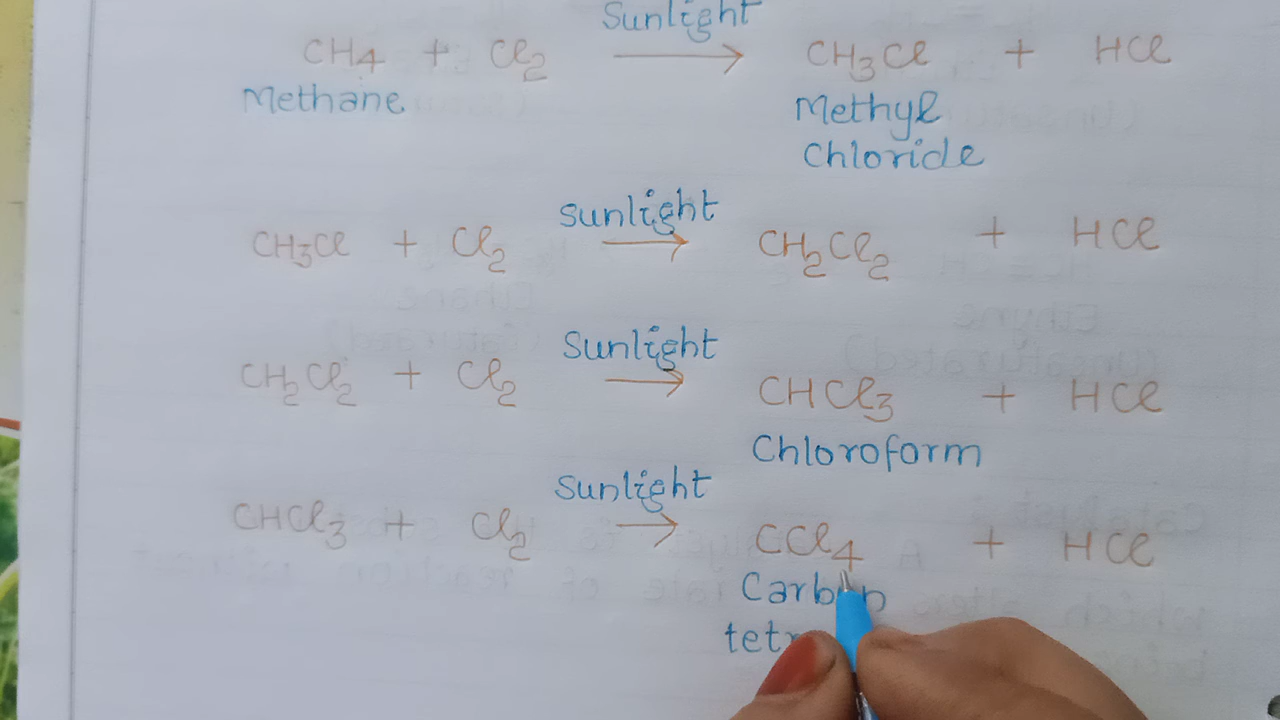 Sunlight
CH4 + Cl2 → CH3Cl + HCl
Methane Methyl
Chloride
Sunlight
CH3Cl + Cl2 → CH2Cl2 + HCl
Sunlight
CH2Cl2 + Cl2 → CHCl3 + HCl
Chloroform
Sunlight
CHCl3 + Cl2 → CCl4 + HCl